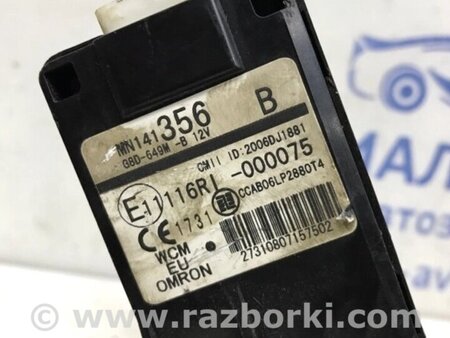 MN141356 B
G8D-649M -B 12V
CMII ID:2006DJ1881
E11 116RI -000075
CE 1731 CCAB06LP2880T4
WCM
EU 27310807157502
OMRON
www.razborki.com